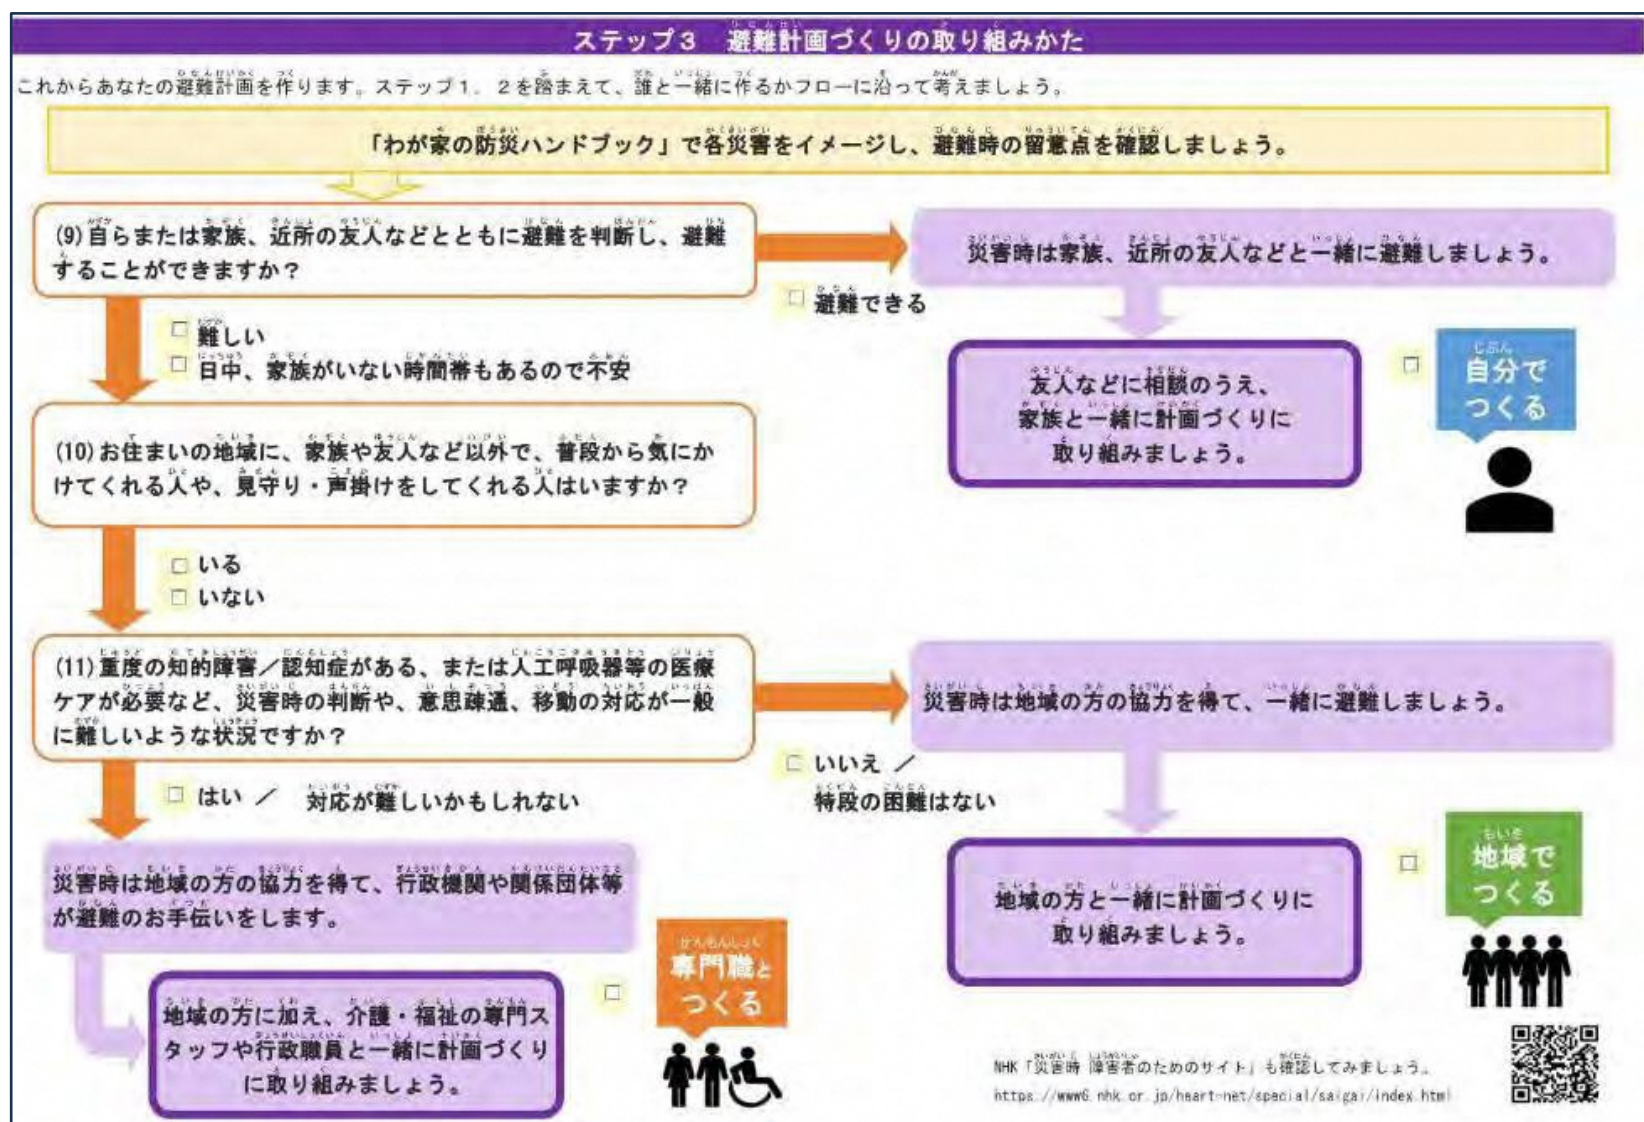 ステップ3　避難計画づくりの取り組みかた
これからあなたの避難計画を作ります。ステップ1．2を踏まえて、誰と一緒に作るかフローに沿って考えましょう。
「わが家の防災ハンドブック」で各災害をイメージし、避難時の留意点を確認しましょう。
(9)自らまたは家族、近所の友人などとともに避難を判断し、避難
することができますか？
災害時は家族、近所の友人などと一緒に避難しましょう。
□ 避難できる
□ 難しい
□ 日中、家族がいない時間帯もあるので不安
友人などに相談のうえ、
家族と一緒に計画づくりに
取り組みましょう。
□
じぶん
自分で
つくる
(10)お住まいの地域に、家族や友人など以外で、普段から気にか
けてくれる人や、見守り・声掛けをしてくれる人はいますか？
□ いる
□ いない
(11)重度の知的障害／認知症がある、または人工呼吸器等の医療
ケアが必要など、災害時の判断や、意思疎通、移動の対応が一般
に難しいような状況ですか？
災害時は地域の方の協力を得て、一緒に避難しましょう。
□ いいえ ／
特段の困難はない
□ はい ／　対応が難しいかもしれない
災害時は地域の方の協力を得て、行政機関や関係団体等
が避難のお手伝いをします。
地域の方と一緒に計画づくりに
取り組みましょう。
□
地域で
つくる
地域の方に加え、介護・福祉の専門ス
タッフや行政職員と一緒に計画づくり
に取り組みましょう。
□
専門職と
つくる
NHK「災害時 障害者のためのサイト」も確認してみましょう。
https://www6.nhk.or.jp/heart-net/special/saigai/index.html